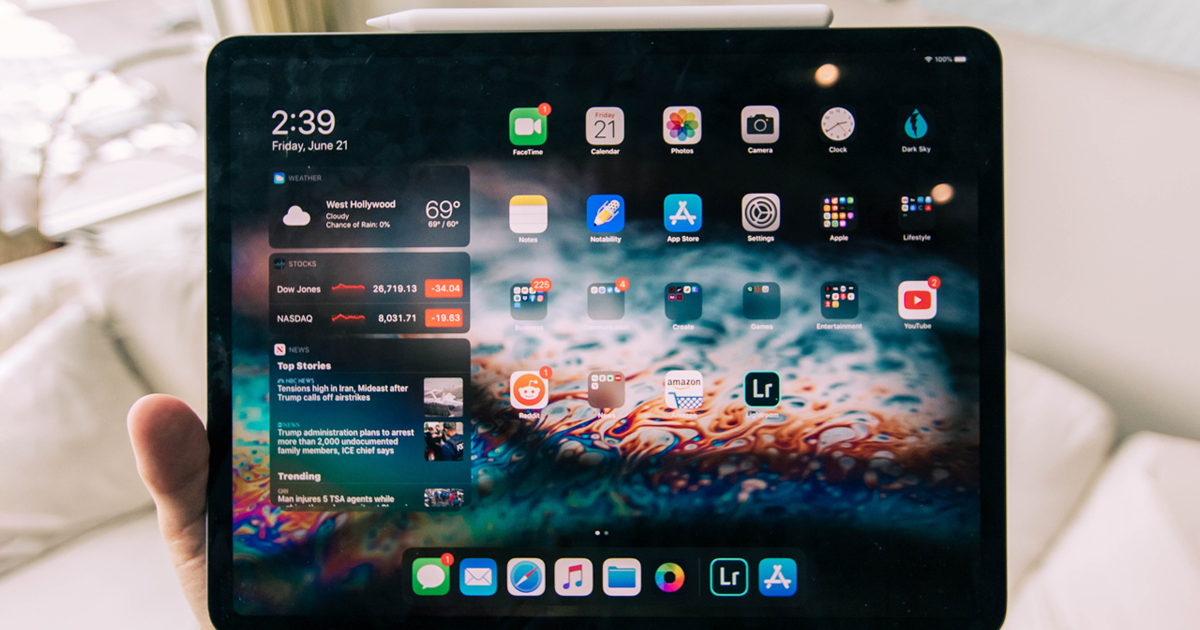 100%
2:39
Friday, June 21
WEATHER
West Hollywood
Cloudy
Chance of Rain: 0%
69°
69° / 60°
STOCKS
Dow Jones 26,719.13 -34.04
NASDAQ 8,031.71 -19.63
NEWS
Top Stories
NBC NEWS
Tensions high in Iran, Mideast after
Trump calls off airstrikes
NEWS
Trump administration plans to arrest
more than 2,000 undocumented
family members, ICE chief says
Trending
Man injures 5 TSA agents while
1
Friday
21
FaceTime Calendar Photos Camera Clock Dark Sky
Notes Notability App Store Settings Apple Lifestyle
225 4 2
Create Games Entertainment YouTube
1
amazon
Lr
Reddit
1
Lr